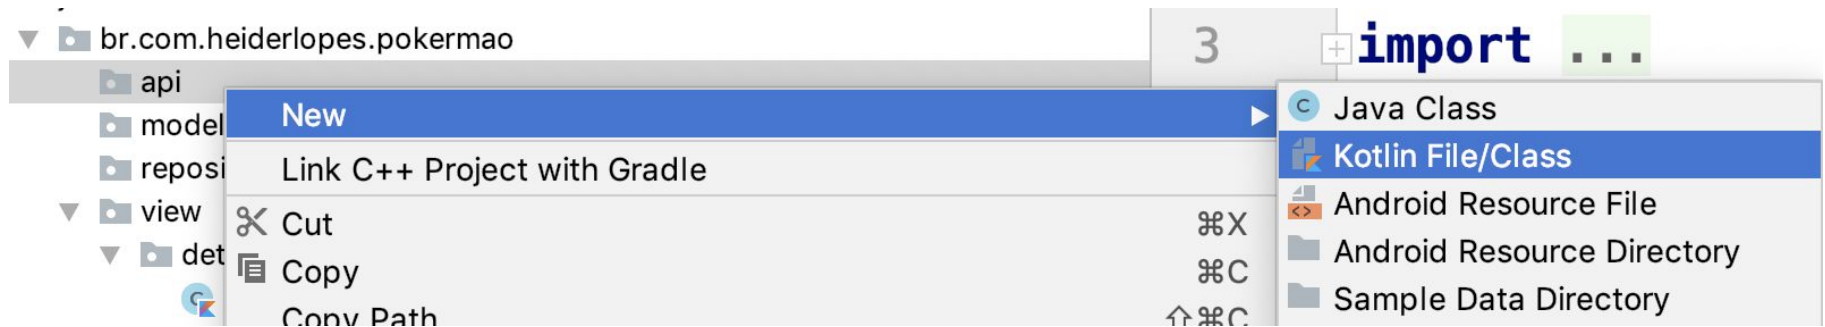 br.com.heiderlopes.pokermao
api
model
reposi
view
det
New
Link C++ Project with Gradle
Cut ⌘X
Copy ⌘C
Copy Path ⇧⌘C
3 import ...
Java Class
Kotlin File/Class
Android Resource File
Android Resource Directory
Sample Data Directory